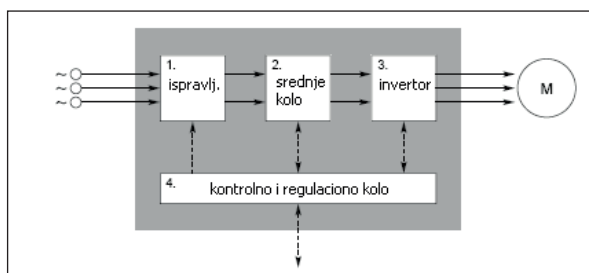 1.
ispravlj.
2.
srednje
kolo
3.
invertor
M
4.
kontrolno i regulaciono kolo
~
~
~